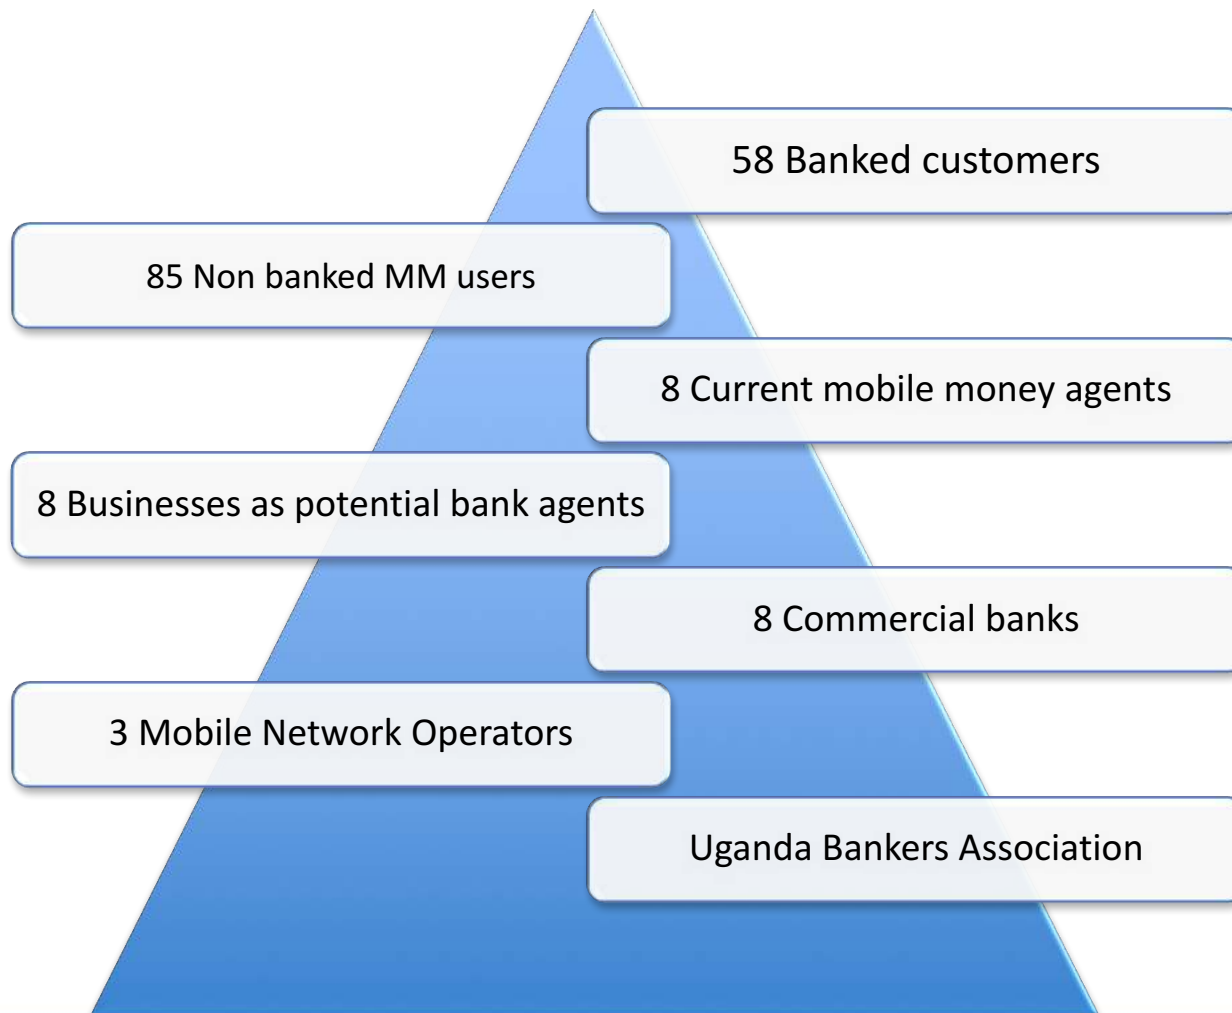 58 Banked customers
85 Non banked MM users
8 Current mobile money agents
8 Businesses as potential bank agents
8 Commercial banks
3 Mobile Network Operators
Uganda Bankers Association